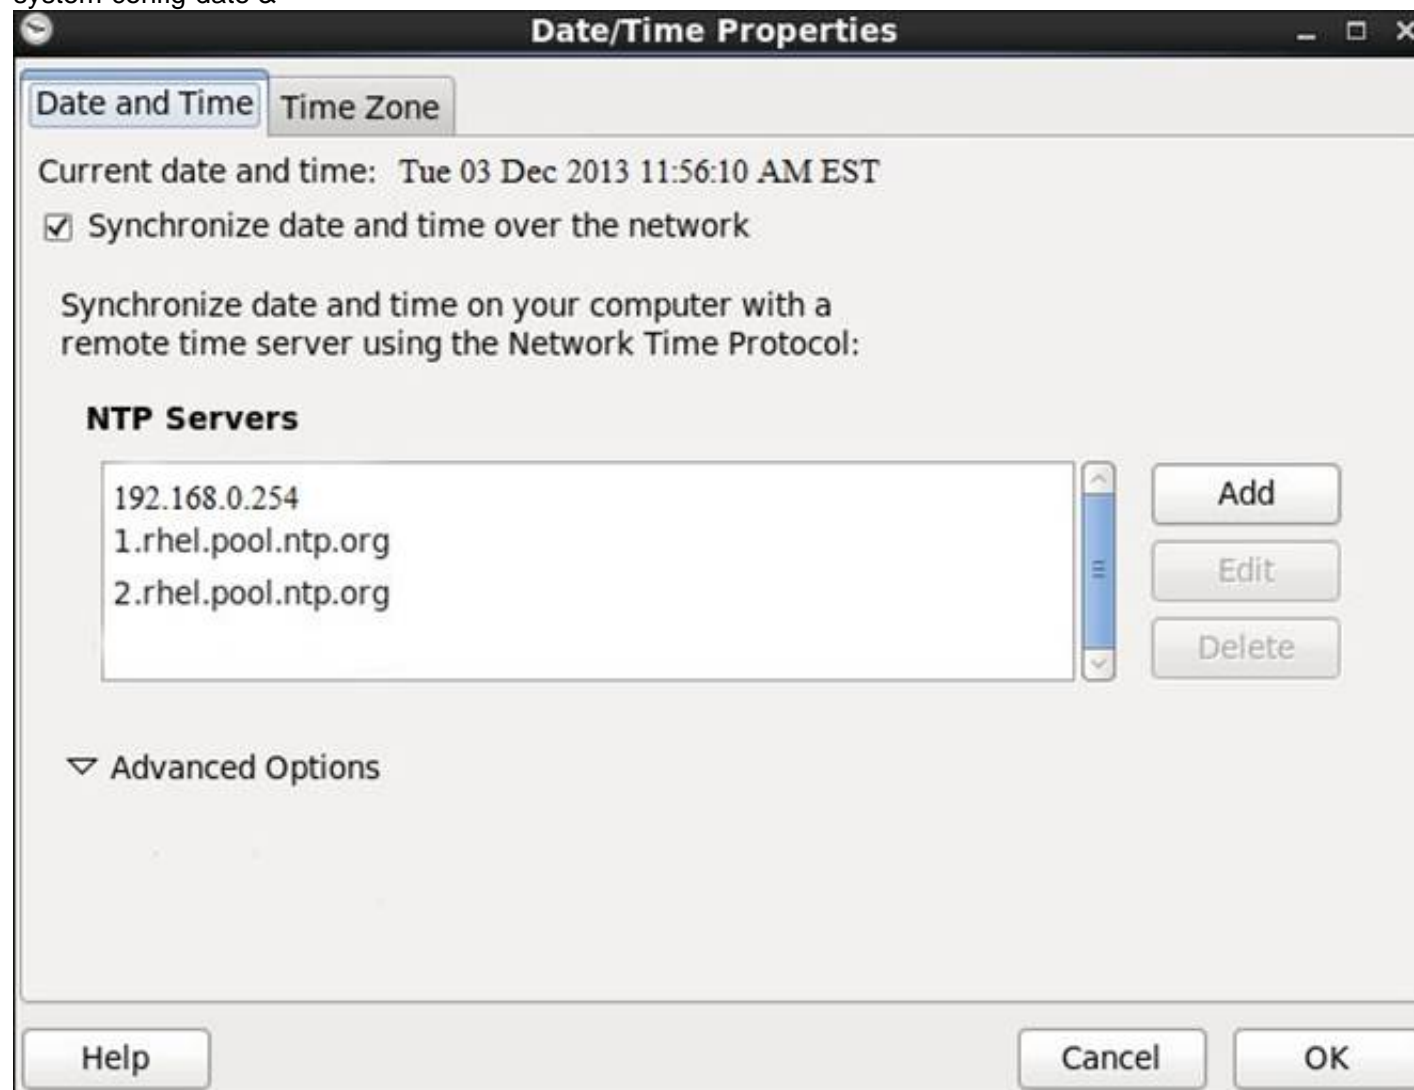 system-config-date &
Date/Time Properties
Date and Time
Time Zone
Current date and time: Tue 03 Dec 2013 11:56:10 AM EST
Synchronize date and time over the network
Synchronize date and time on your computer with a
remote time server using the Network Time Protocol:
NTP Servers
192.168.0.254
1.rhel.pool.ntp.org
2.rhel.pool.ntp.org
Add
Edit
Delete
Advanced Options
Help
Cancel
OK